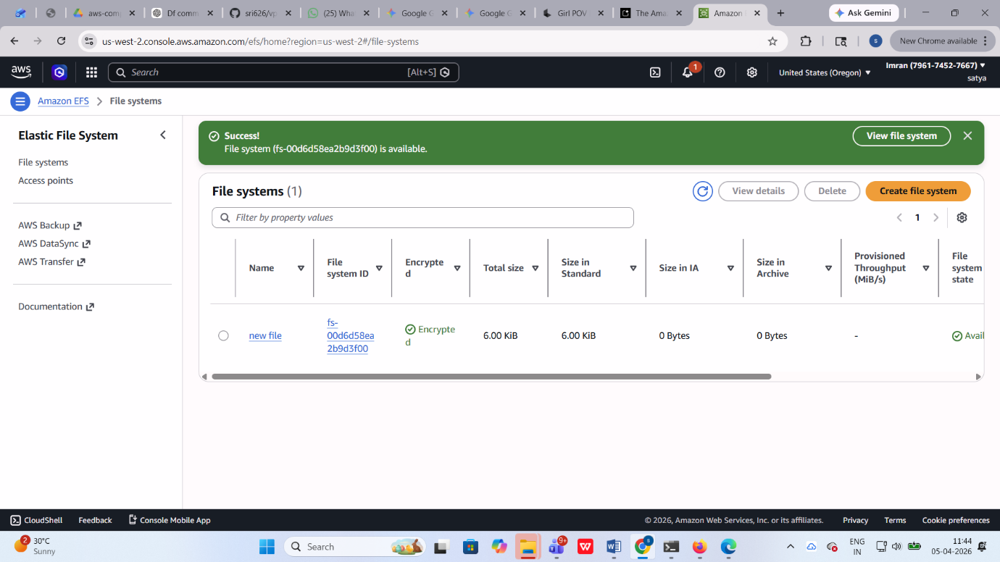 aws-com
Df comm
sri626/vp
(25) Wha
Google G
Google G
Girl POV
The Ama
Amazon
Ask Gemini
us-west-2.console.aws.amazon.com/efs/home?region=us-west-2#/file-systems
s
New Chrome available
aws
Search
[Alt+S]
1
United States (Oregon)
Imran (7961-7452-7667)
satya
Amazon EFS
File systems
Elastic File System
File systems
Access points
AWS Backup
AWS DataSync
AWS Transfer
Documentation
Success!
File system (fs-00d6d58ea2b9d3f00) is available.
View file system
File systems (1)
View details
Delete
Create file system
Filter by property values
1
Name
File
system ID
Encrypte
d
Total size
Size in
Standard
Size in IA
Size in
Archive
Provisioned
Throughput
(MiB/s)
File
system
state
new file
fs-
00d6d58ea
2b9d3f00
Encrypte
d
6.00 KiB
6.00 KiB
0 Bytes
0 Bytes
-
Avail
CloudShell
Feedback
Console Mobile App
© 2026, Amazon Web Services, Inc. or its affiliates.
Privacy
Terms
Cookie preferences
2
30°C
Sunny
Search
9+
ENG
IN
11:44
05-04-2026